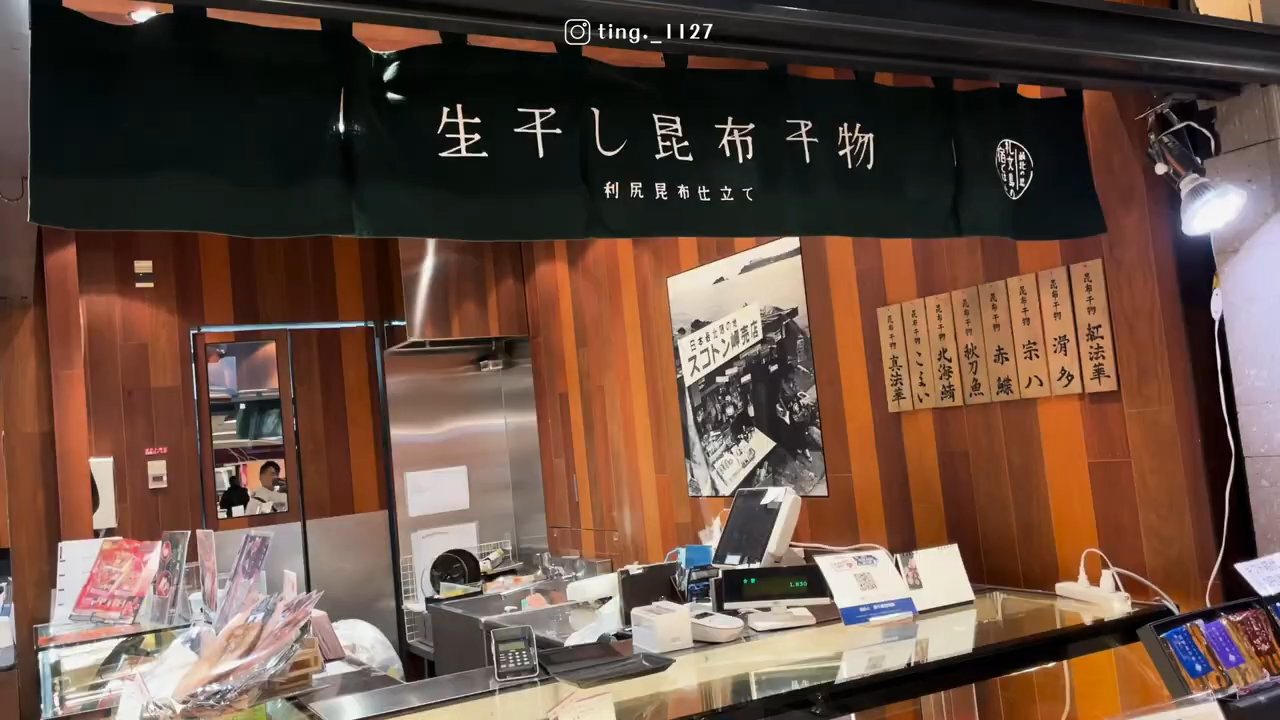 ting._1127
生干し昆布干物
利尻昆布仕立て
日本最北限の地
スコトン岬売店
昆布干物 真法華
昆布干物 こまい
昆布干物 北海鯖
昆布干物 秋刀魚
昆布干物 赤鰈
昆布干物 宗八
昆布干物 滑多
昆布干物 紅法華
1,830